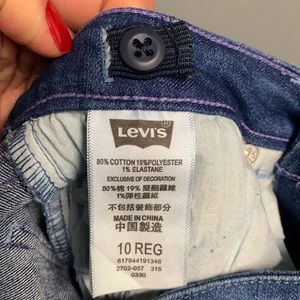 LEVI'S
80% COTTON 19% POLYESTER
1% ELASTANE
EXCLUSIVE OF DECORATION
80%棉 19% 聚酯纖維
1%彈性纖維
不包括裝飾部分
MADE IN CHINA
中国製造
10 REG
617844191346
2702-057 315
0330